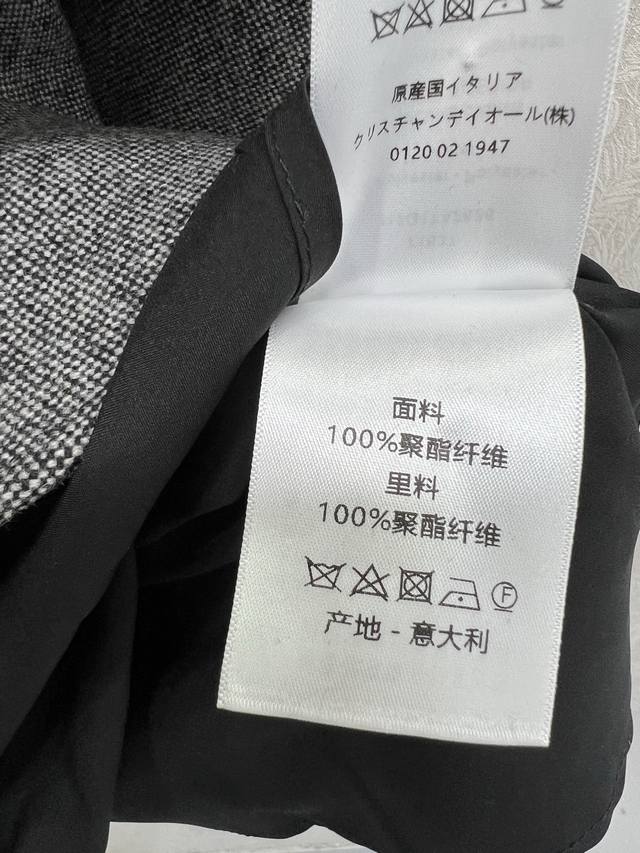 原産国イタリア
クリスチャンデイオール(株)
0120 02 1947
面料
100%聚酯纤维
里料
100%聚酯纤维
F
产地 - 意大利